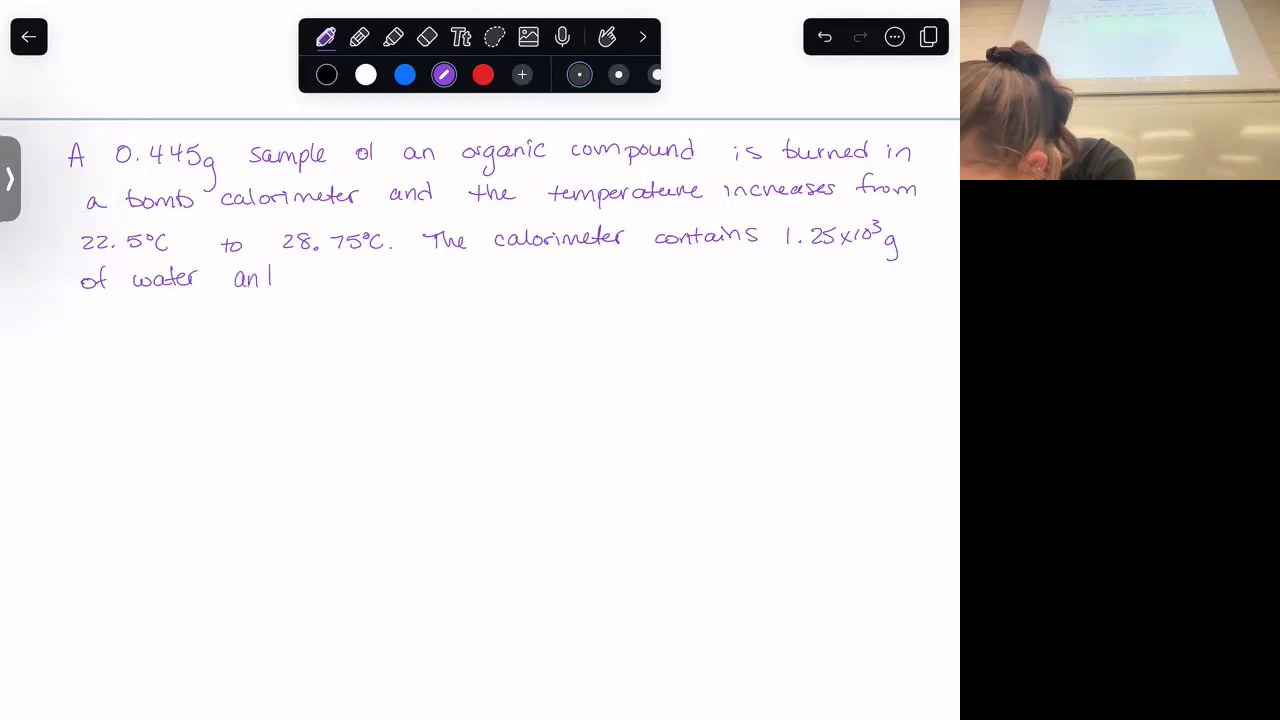 Tt
A 0.445g sample of an organic compound is burned in
a bomb calorimeter and the temperature increases from
22.5°C to 28.75°C. The calorimeter contains 1.25x10³g
of water an